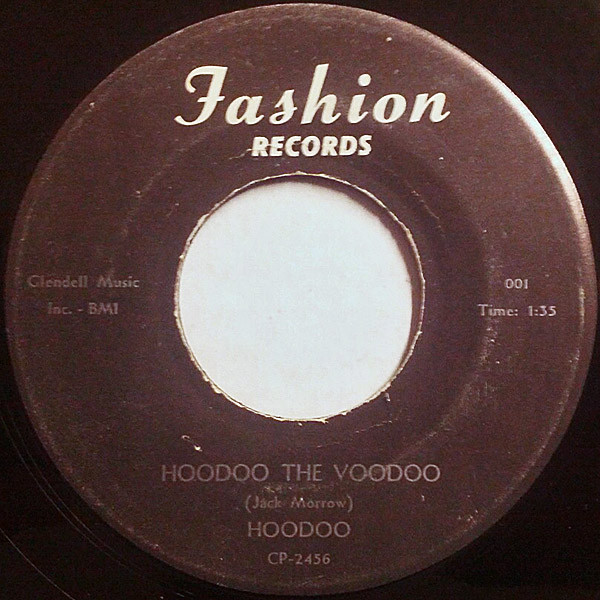 Fashion
RECORDS
Glendell Music
Inc. - BMI
001
Time: 1:35
HOODOO THE VOODOO
(Jack Morrow)
HOODOO
CP-2456